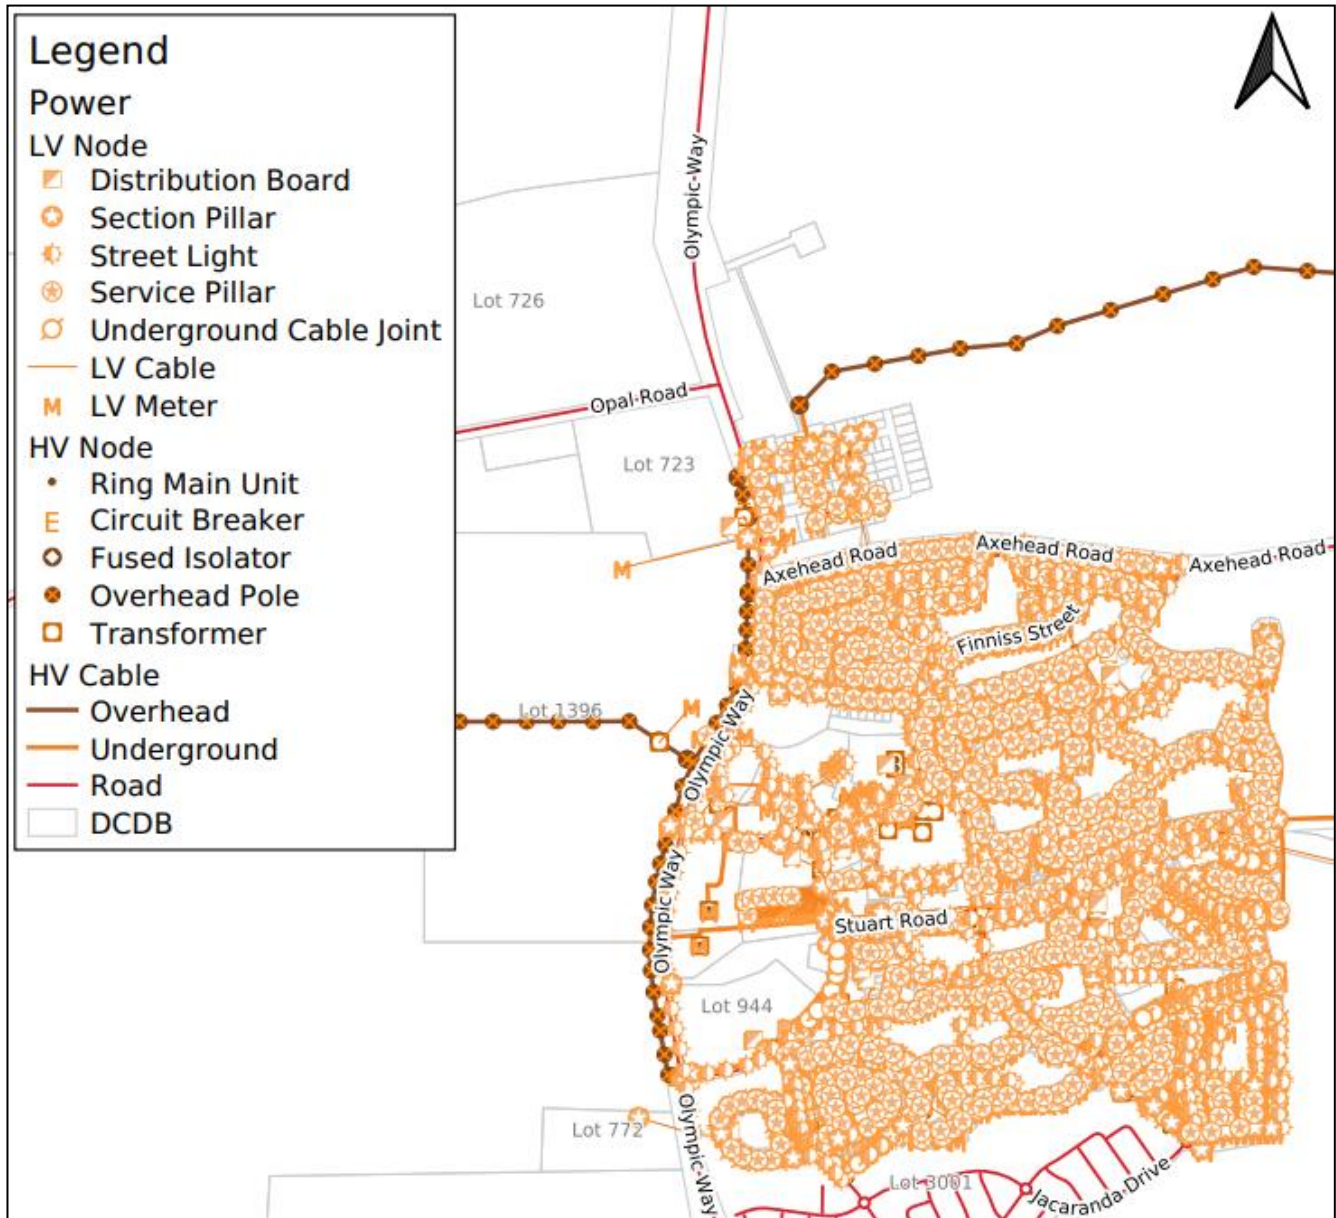 Legend
Power
LV Node
Distribution Board
Section Pillar
Street Light
Service Pillar
Underground Cable Joint
LV Cable
M LV Meter
HV Node
Ring Main Unit
E Circuit Breaker
Fused Isolator
Overhead Pole
Transformer
HV Cable
Overhead
Underground
Road
DCDB
Olympic-Way
Lot 726
Opal Road
Lot 723
M
Axehead Road
Axehead Road
Axehead Road
Finniss Street
Lot 1396
M
Olympic Way
Olympic Way
Stuart Road
Lot 944
Lot 772
Olympic-Way
Lot 3001
Jacaranda Drive